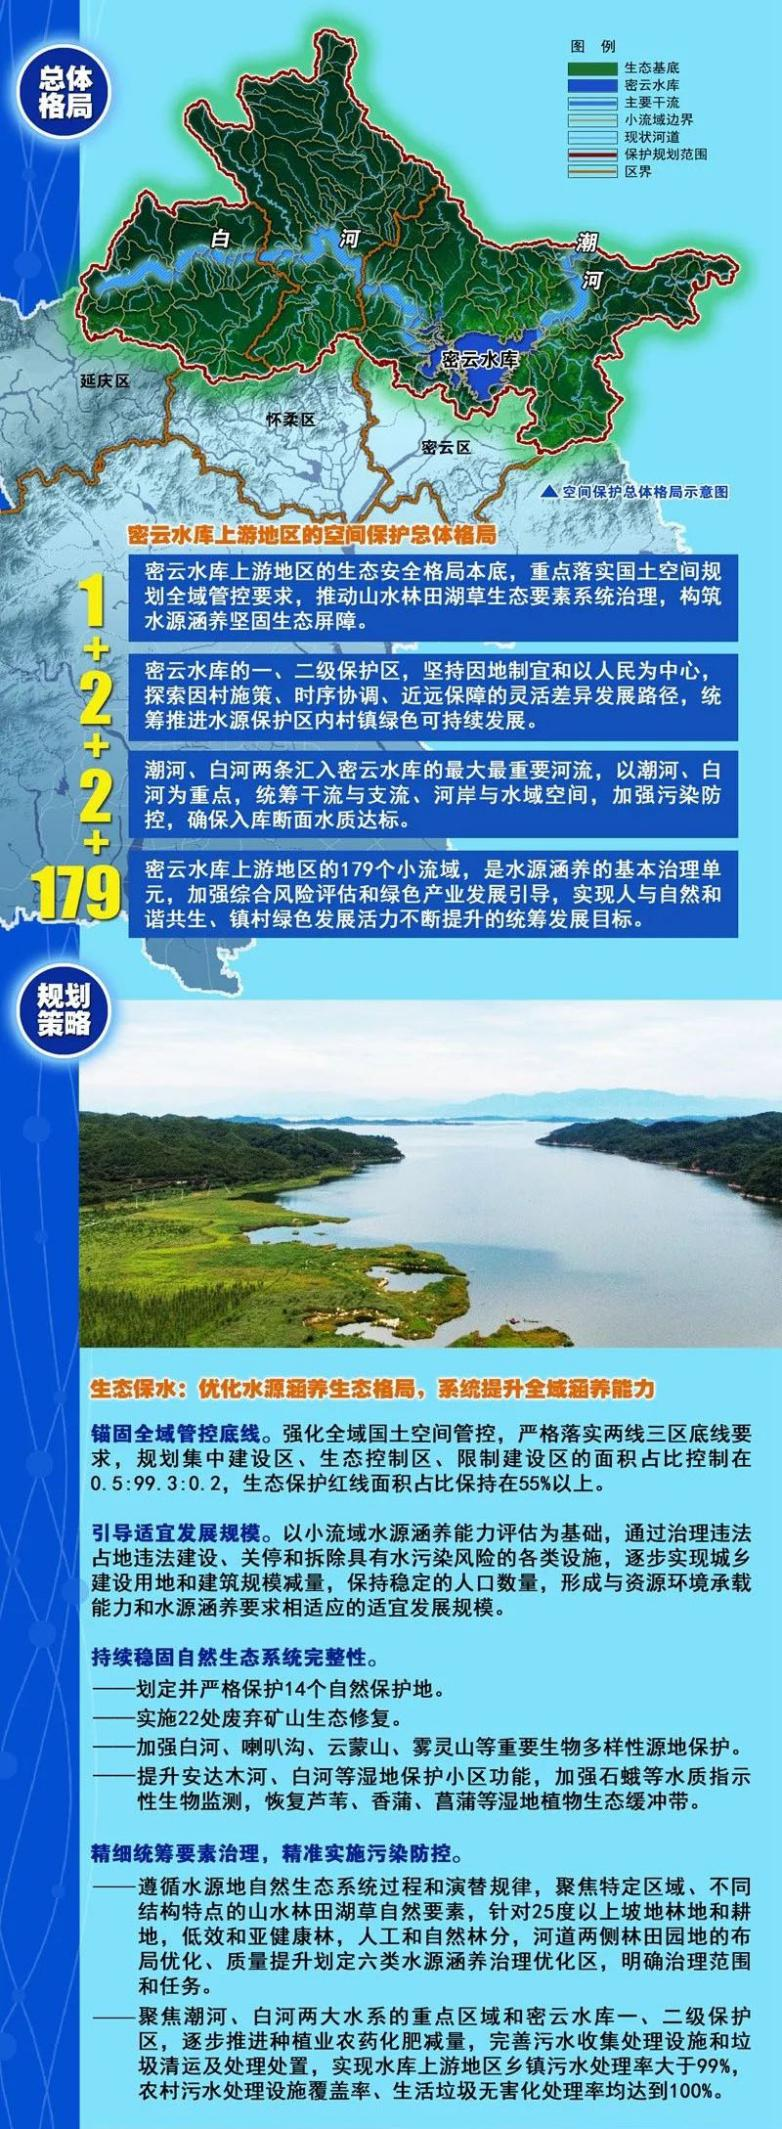 总体
格局
图 例
生态基底
密云水库
主要干流
小流域边界
现状河道
保护规划范围
区界
白
河
潮
河
密云水库
延庆区
怀柔区
密云区
▲空间保护总体格局示意图
密云水库上游地区的空间保护总体格局
1
+
2
+
2
+
179
密云水库上游地区的生态安全格局本底，重点落实国土空间规
划全域管控要求，推动山水林田湖草生态要素系统治理，构筑
水源涵养坚固生态屏障。
密云水库的一、二级保护区，坚持因地制宜和以人民为中心，
探索因村施策、时序协调、近远保障的灵活差异发展路径，统
筹推进水源保护区内村镇绿色可持续发展。
潮河、白河两条汇入密云水库的最大最重要河流，以潮河、白
河为重点，统筹干流与支流、河岸与水域空间，加强污染防
控，确保入库断面水质达标。
密云水库上游地区的179个小流域，是水源涵养的基本治理单
元，加强综合风险评估和绿色产业发展引导，实现人与自然和
谐共生、镇村绿色发展活力不断提升的统筹发展目标。
规划
策略
生态保水：优化水源涵养生态格局，系统提升全域涵养能力
锚固全域管控底线。强化全域国土空间管控，严格落实两线三区底线要
求，规划集中建设区、生态控制区、限制建设区的面积占比控制在
0.5:99.3:0.2，生态保护红线面积占比保持在55%以上。
引导适宜发展规模。以小流域水源涵养能力评估为基础，通过治理违法
占地违法建设、关停和拆除具有水污染风险的各类设施，逐步实现城乡
建设用地和建筑规模减量，保持稳定的人口数量，形成与资源环境承载
能力和水源涵养要求相适应的适宜发展规模。
持续稳固自然生态系统完整性。
——划定并严格保护14个自然保护地。
——实施22处废弃矿山生态修复。
——加强白河、喇叭沟、云蒙山、雾灵山等重要生物多样性源地保护。
——提升安达木河、白河等湿地保护小区功能，加强石蛾等水质指示
性生物监测，恢复芦苇、香蒲、菖蒲等湿地植物生态缓冲带。
精细统筹要素治理，精准实施污染防控。
——遵循水源地自然生态系统过程和演替规律，聚焦特定区域、不同
结构特点的山水林田湖草自然要素，针对25度以上坡地林地和耕
地，低效和亚健康林，人工和自然林分，河道两侧林田园地的布
局优化、质量提升划定六类水源涵养治理优化区，明确治理范围
和任务。
——聚焦潮河、白河两大水系的重点区域和密云水库一、二级保护
区，逐步推进种植业农药化肥减量，完善污水收集处理设施和垃
圾清运及处理处置，实现水库上游地区乡镇污水处理率大于99%，
农村污水处理设施覆盖率、生活垃圾无害化处理率均达到100%。